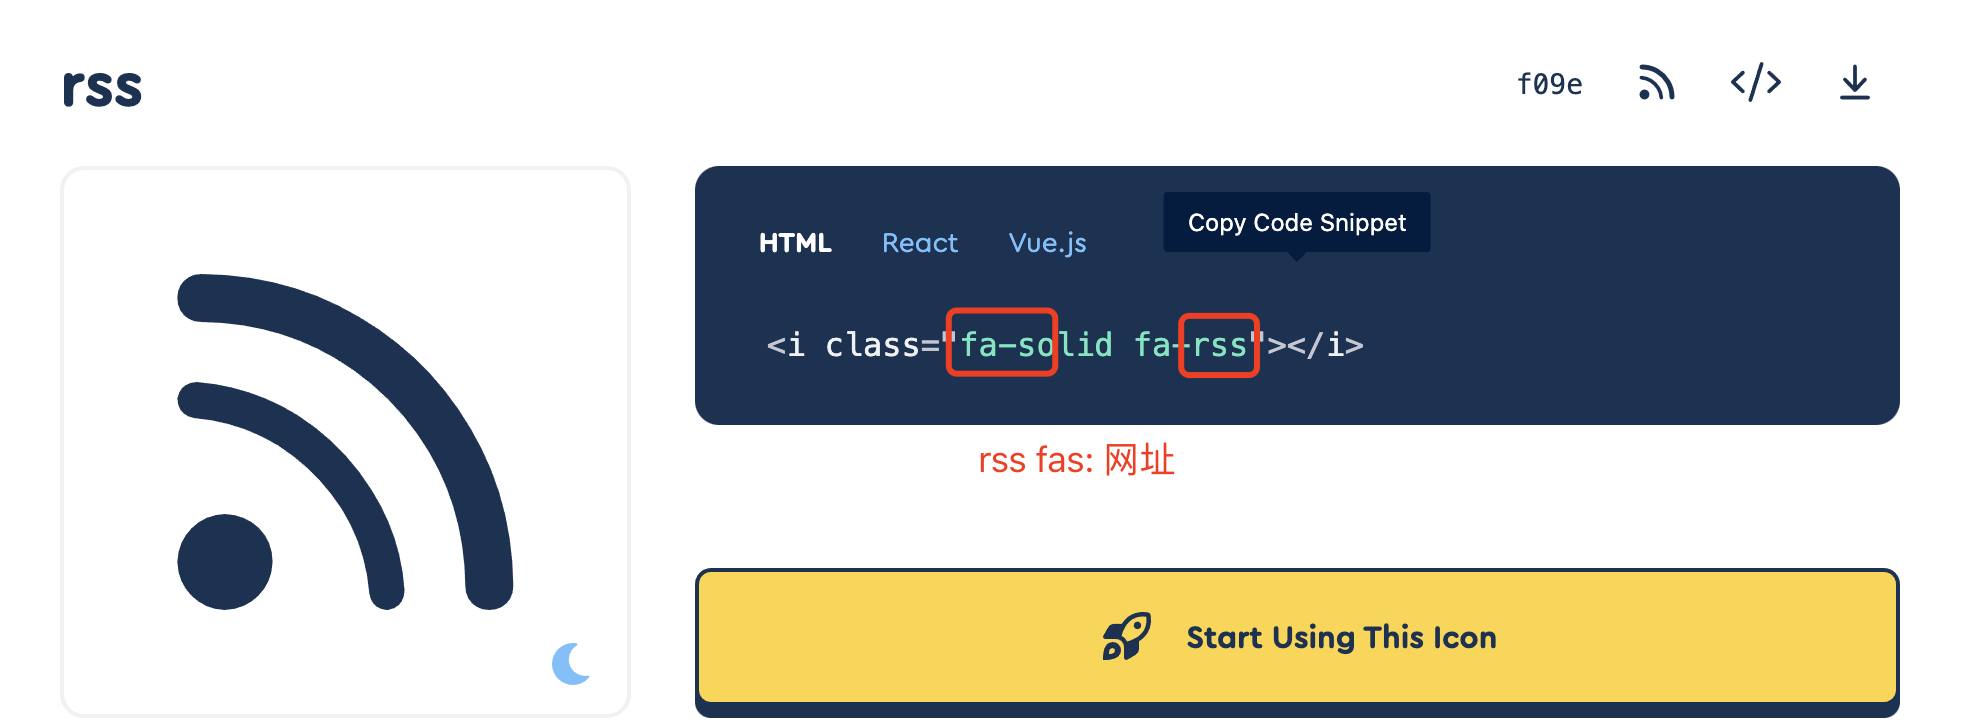 rss
f09e
HTML React Vue.js
Copy Code Snippet
<i class="fa-solid fa-rss"></i>
rss fas: 网址
Start Using This Icon